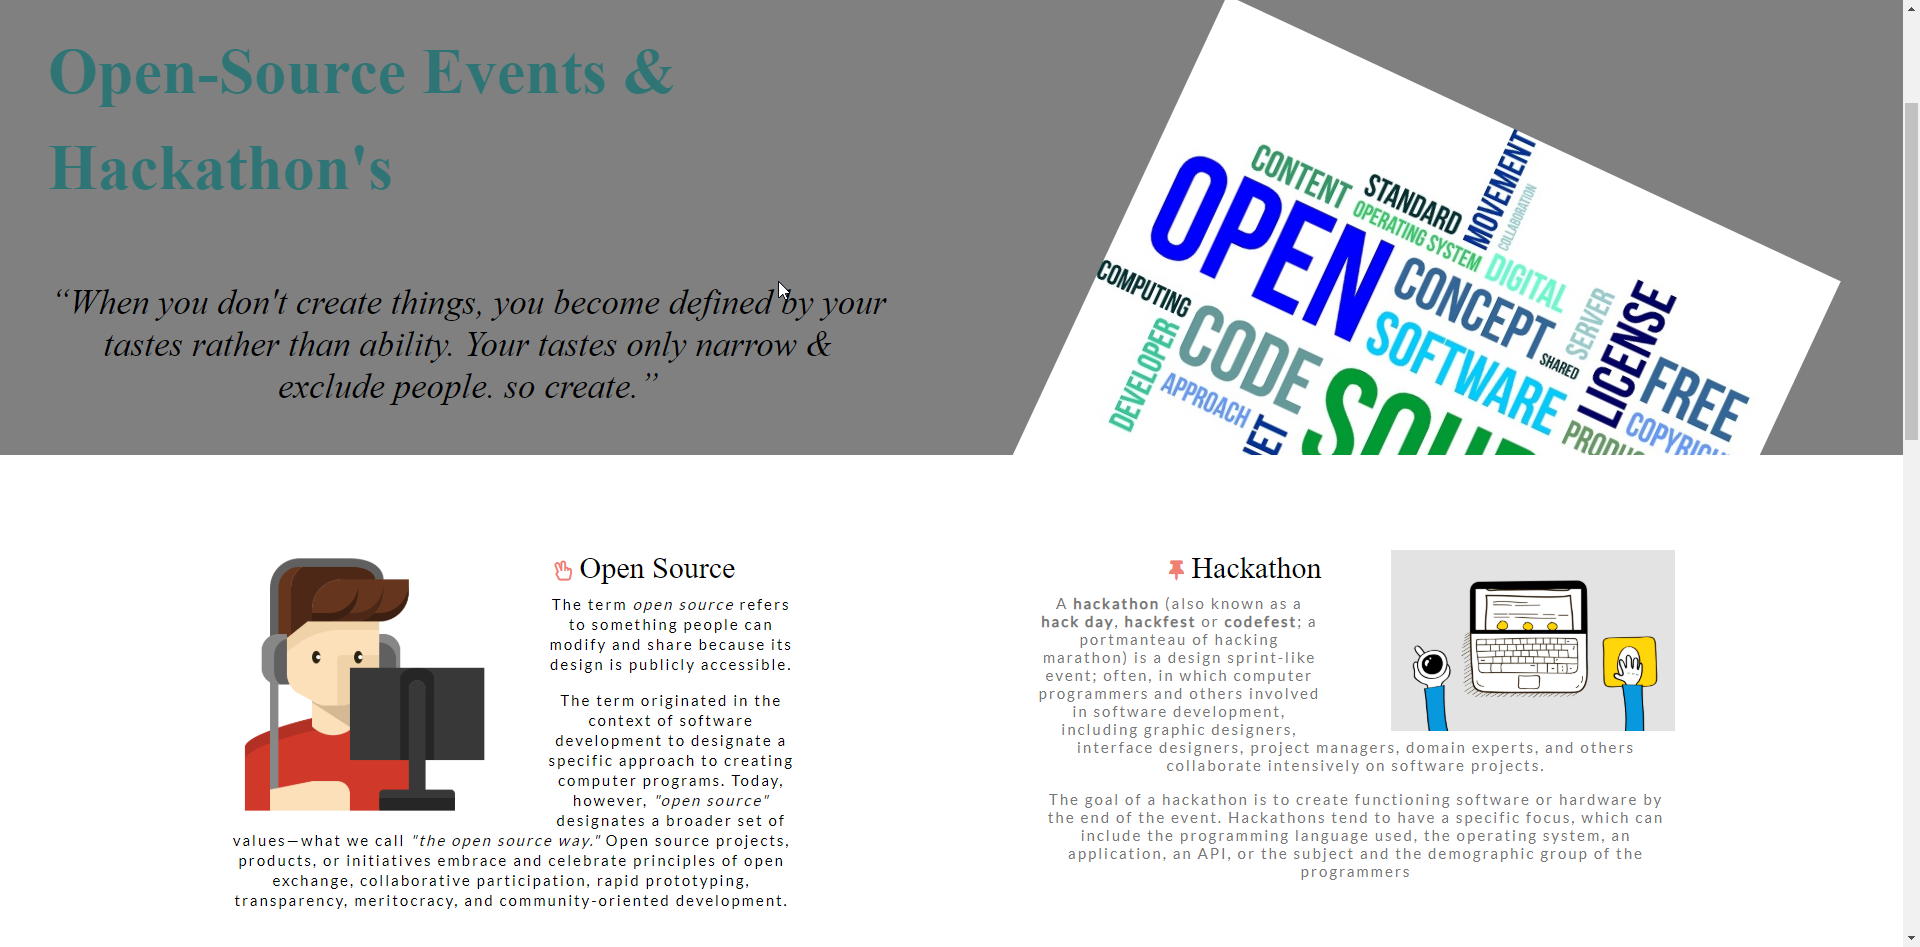 Open-Source Events &
Hackathon's
“When you don't create things, you become defined by your
tastes rather than ability. Your tastes only narrow &
exclude people. so create.”
CONTENT
STANDARD
MOVEMENT
COLLABORATION
OPERATING SYSTEM
OPEN
DIGITAL
COMPUTING
CONCEPT
SERVER
LICENSE
CODE
SOFTWARE
SHARED
FREE
DEVELOPER
APPROACH
Open Source
The term open source refers
to something people can
modify and share because its
design is publicly accessible.
The term originated in the
context of software
development to designate a
specific approach to creating
computer programs. Today,
however, "open source"
designates a broader set of
values—what we call "the open source way." Open source projects,
products, or initiatives embrace and celebrate principles of open
exchange, collaborative participation, rapid prototyping,
transparency, meritocracy, and community-oriented development.
Hackathon
A hackathon (also known as a
hack day, hackfest or codefest; a
portmanteau of hacking
marathon) is a design sprint-like
event; often, in which computer
programmers and others involved
in software development,
including graphic designers,
interface designers, project managers, domain experts, and others
collaborate intensively on software projects.
The goal of a hackathon is to create functioning software or hardware by
the end of the event. Hackathons tend to have a specific focus, which can
include the programming language used, the operating system, an
application, an API, or the subject and the demographic group of the
programmers